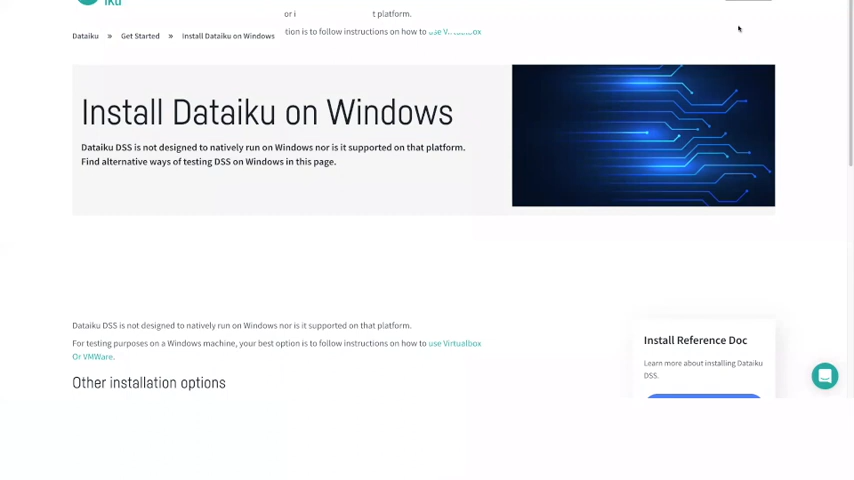 iku
or i t platform.
Dataiku » Get Started » Install Dataiku on Windows
tion is to follow instructions on how to use Virtualbox
Install Dataiku on Windows
Dataiku DSS is not designed to natively run on Windows nor is it supported on that platform.
Find alternative ways of testing DSS on Windows in this page.
Dataiku DSS is not designed to natively run on Windows nor is it supported on that platform.
For testing purposes on a Windows machine, your best option is to follow instructions on how to use Virtualbox
Or VMWare.
Other installation options
Install Reference Doc
Learn more about installing Dataiku
DSS.